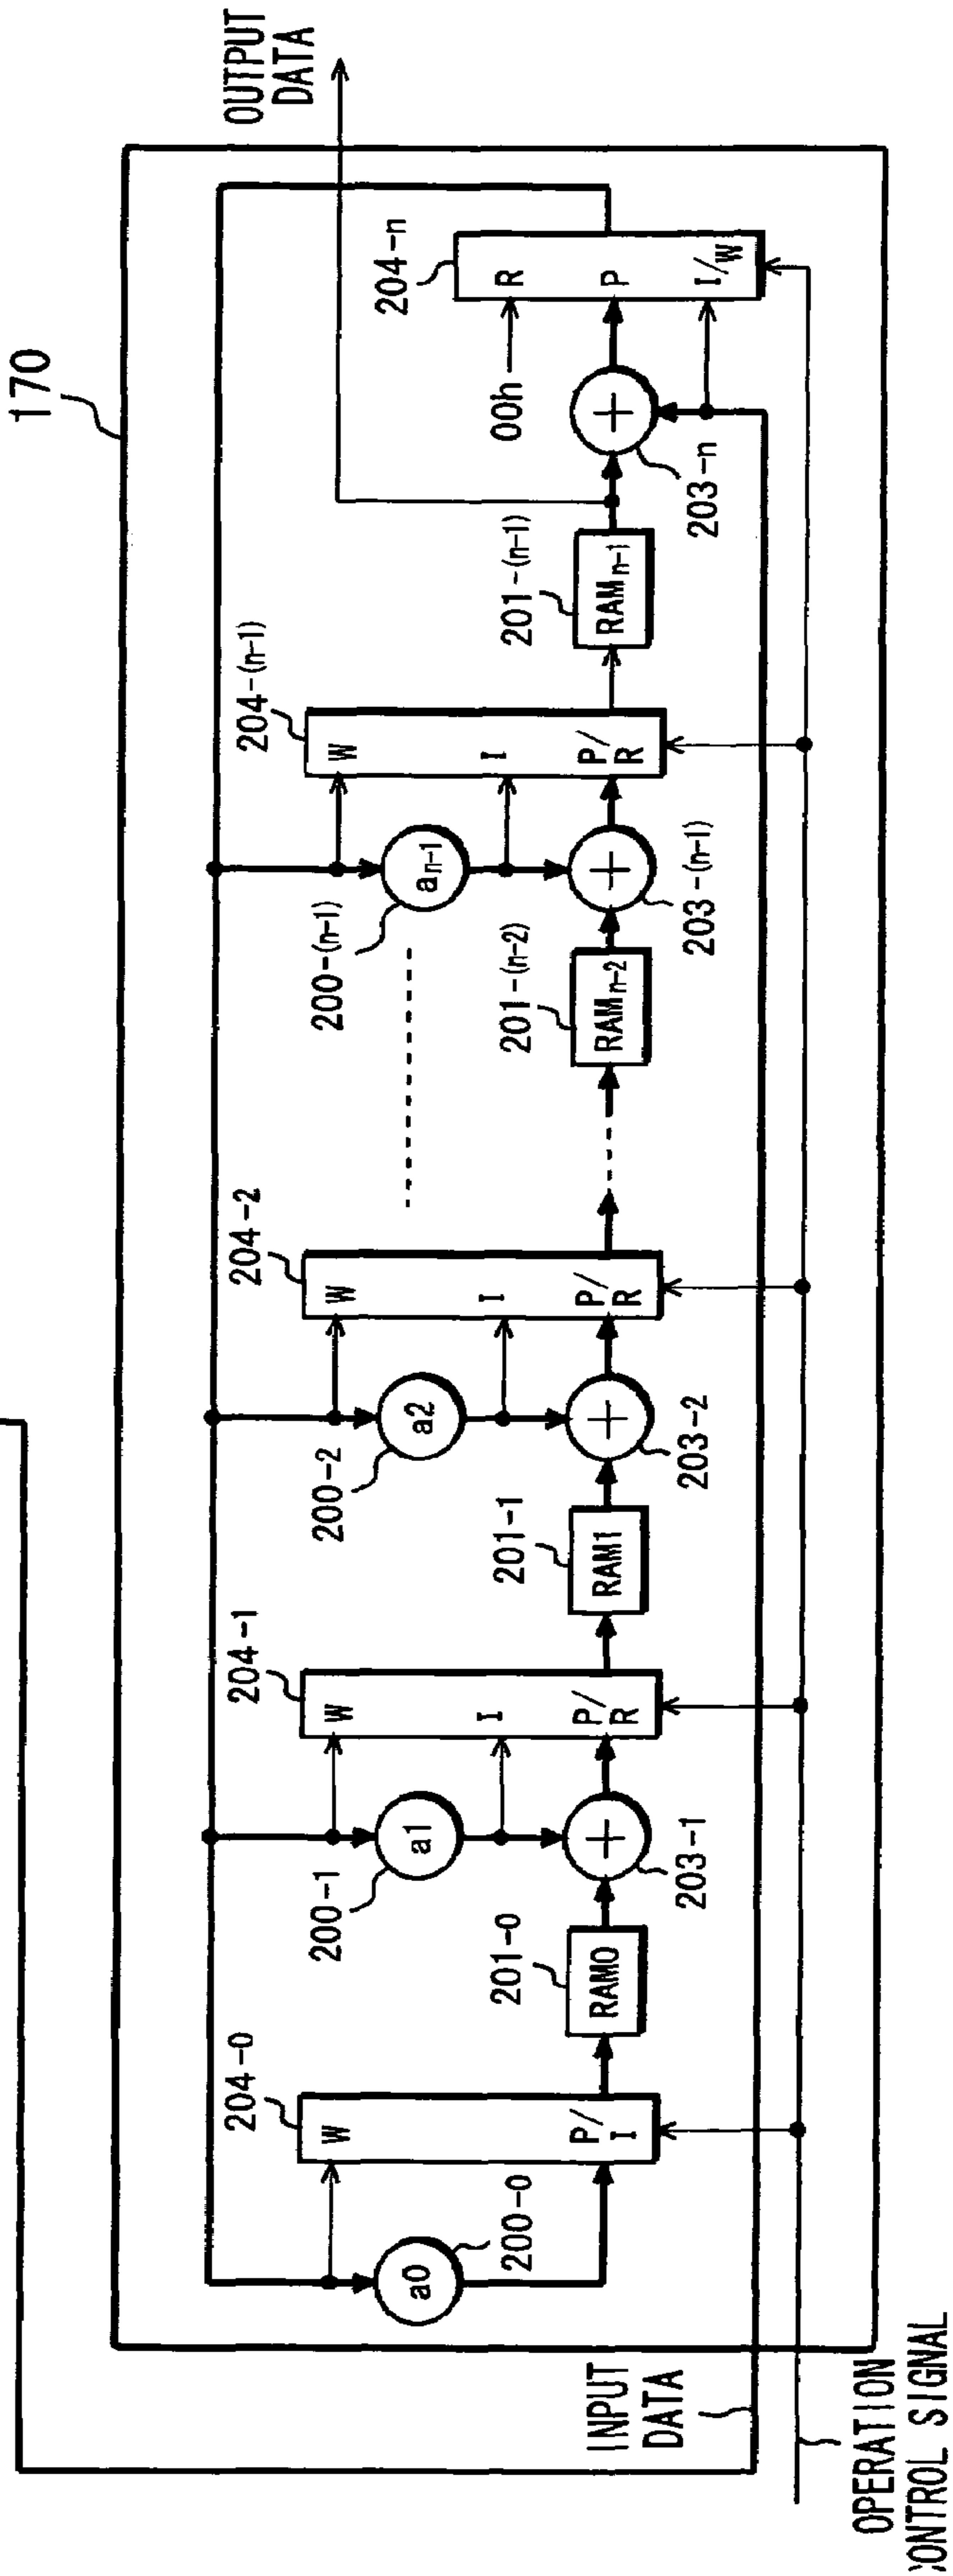 170
OUTPUT
DATA
204-n
R
P
I/W
00h
203-n
201-(n-1)
RAMn-1
204-(n-1)
W
I
P/
R
200-(n-1)
an-1
203-(n-1)
201-(n-2)
RAMn-2
204-2
W
I
P/
R
200-2
a2
203-2
201-1
RAM1
204-1
W
I
P/
R
200-1
a1
203-1
201-0
RAM0
204-0
W
P/
I
200-0
a0
INPUT
DATA
OPERATION
CONTROL SIGNAL